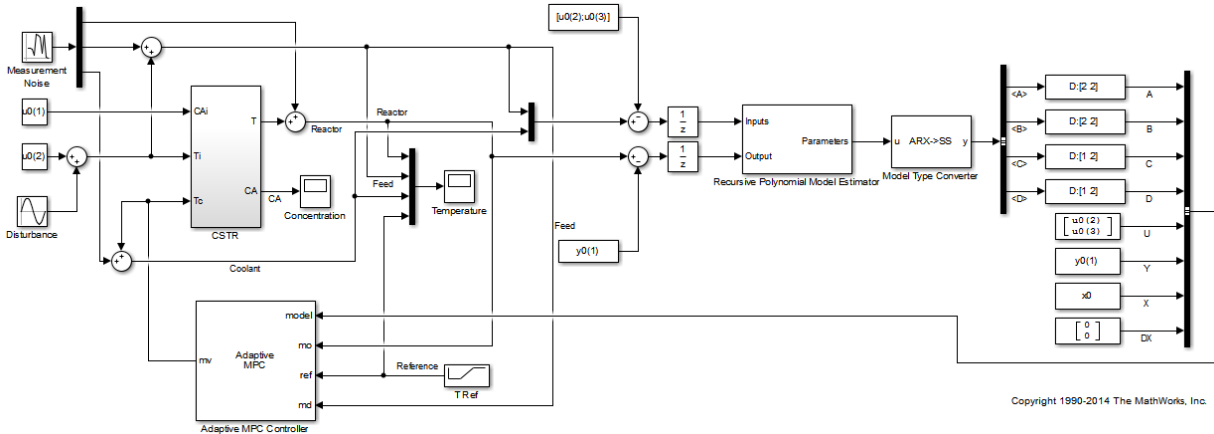 [u0(2);u0(3)]
Measurement
Noise
u0(1)
u0(2)
Disturbance
CAi
Ti
Tc
T
CA
CSTR
Reactor
Reactor
Feed
CA
Concentration
Temperature
Coolant
Feed
y0(1)
1
z
1
z
Inputs
Output
Parameters
Recursive Polynomial Model Estimator
u ARX->SS y
Model Type Converter
<A>
<B>
<C>
<D>
D:[2 2]
D:[2 2]
D:[1 2]
D:[1 2]
A
B
C
D
u0(2)
u0(3)
U
y0(1)
Y
x0
X
0
0
DX
model
mo
ref
md
mv
Adaptive
MPC
Adaptive MPC Controller
Reference
TRef
Copyright 1990-2014 The MathWorks, Inc.